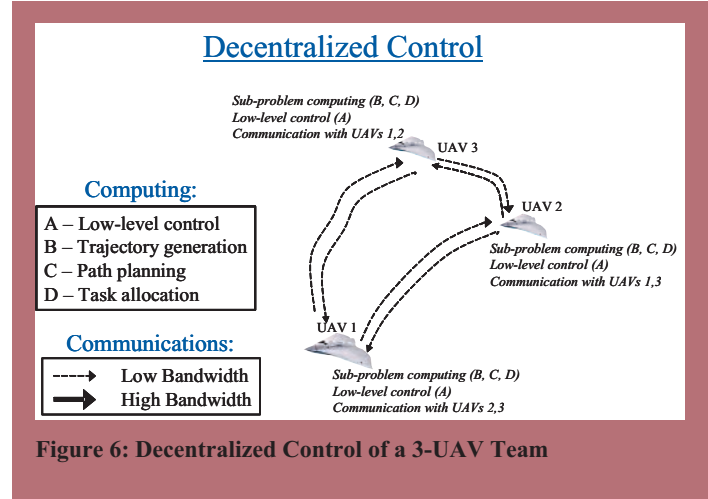 Decentralized Control
Sub-problem computing (B, C, D)
Low-level control (A)
Communication with UAVs 1,2
UAV 3
UAV 2
Sub-problem computing (B, C, D)
Low-level control (A)
Communication with UAVs 1,3
Computing:
A – Low-level control
B – Trajectory generation
C – Path planning
D – Task allocation
UAV 1
Sub-problem computing (B, C, D)
Low-level control (A)
Communication with UAVs 2,3
Communications:
Low Bandwidth
High Bandwidth
Figure 6: Decentralized Control of a 3-UAV Team